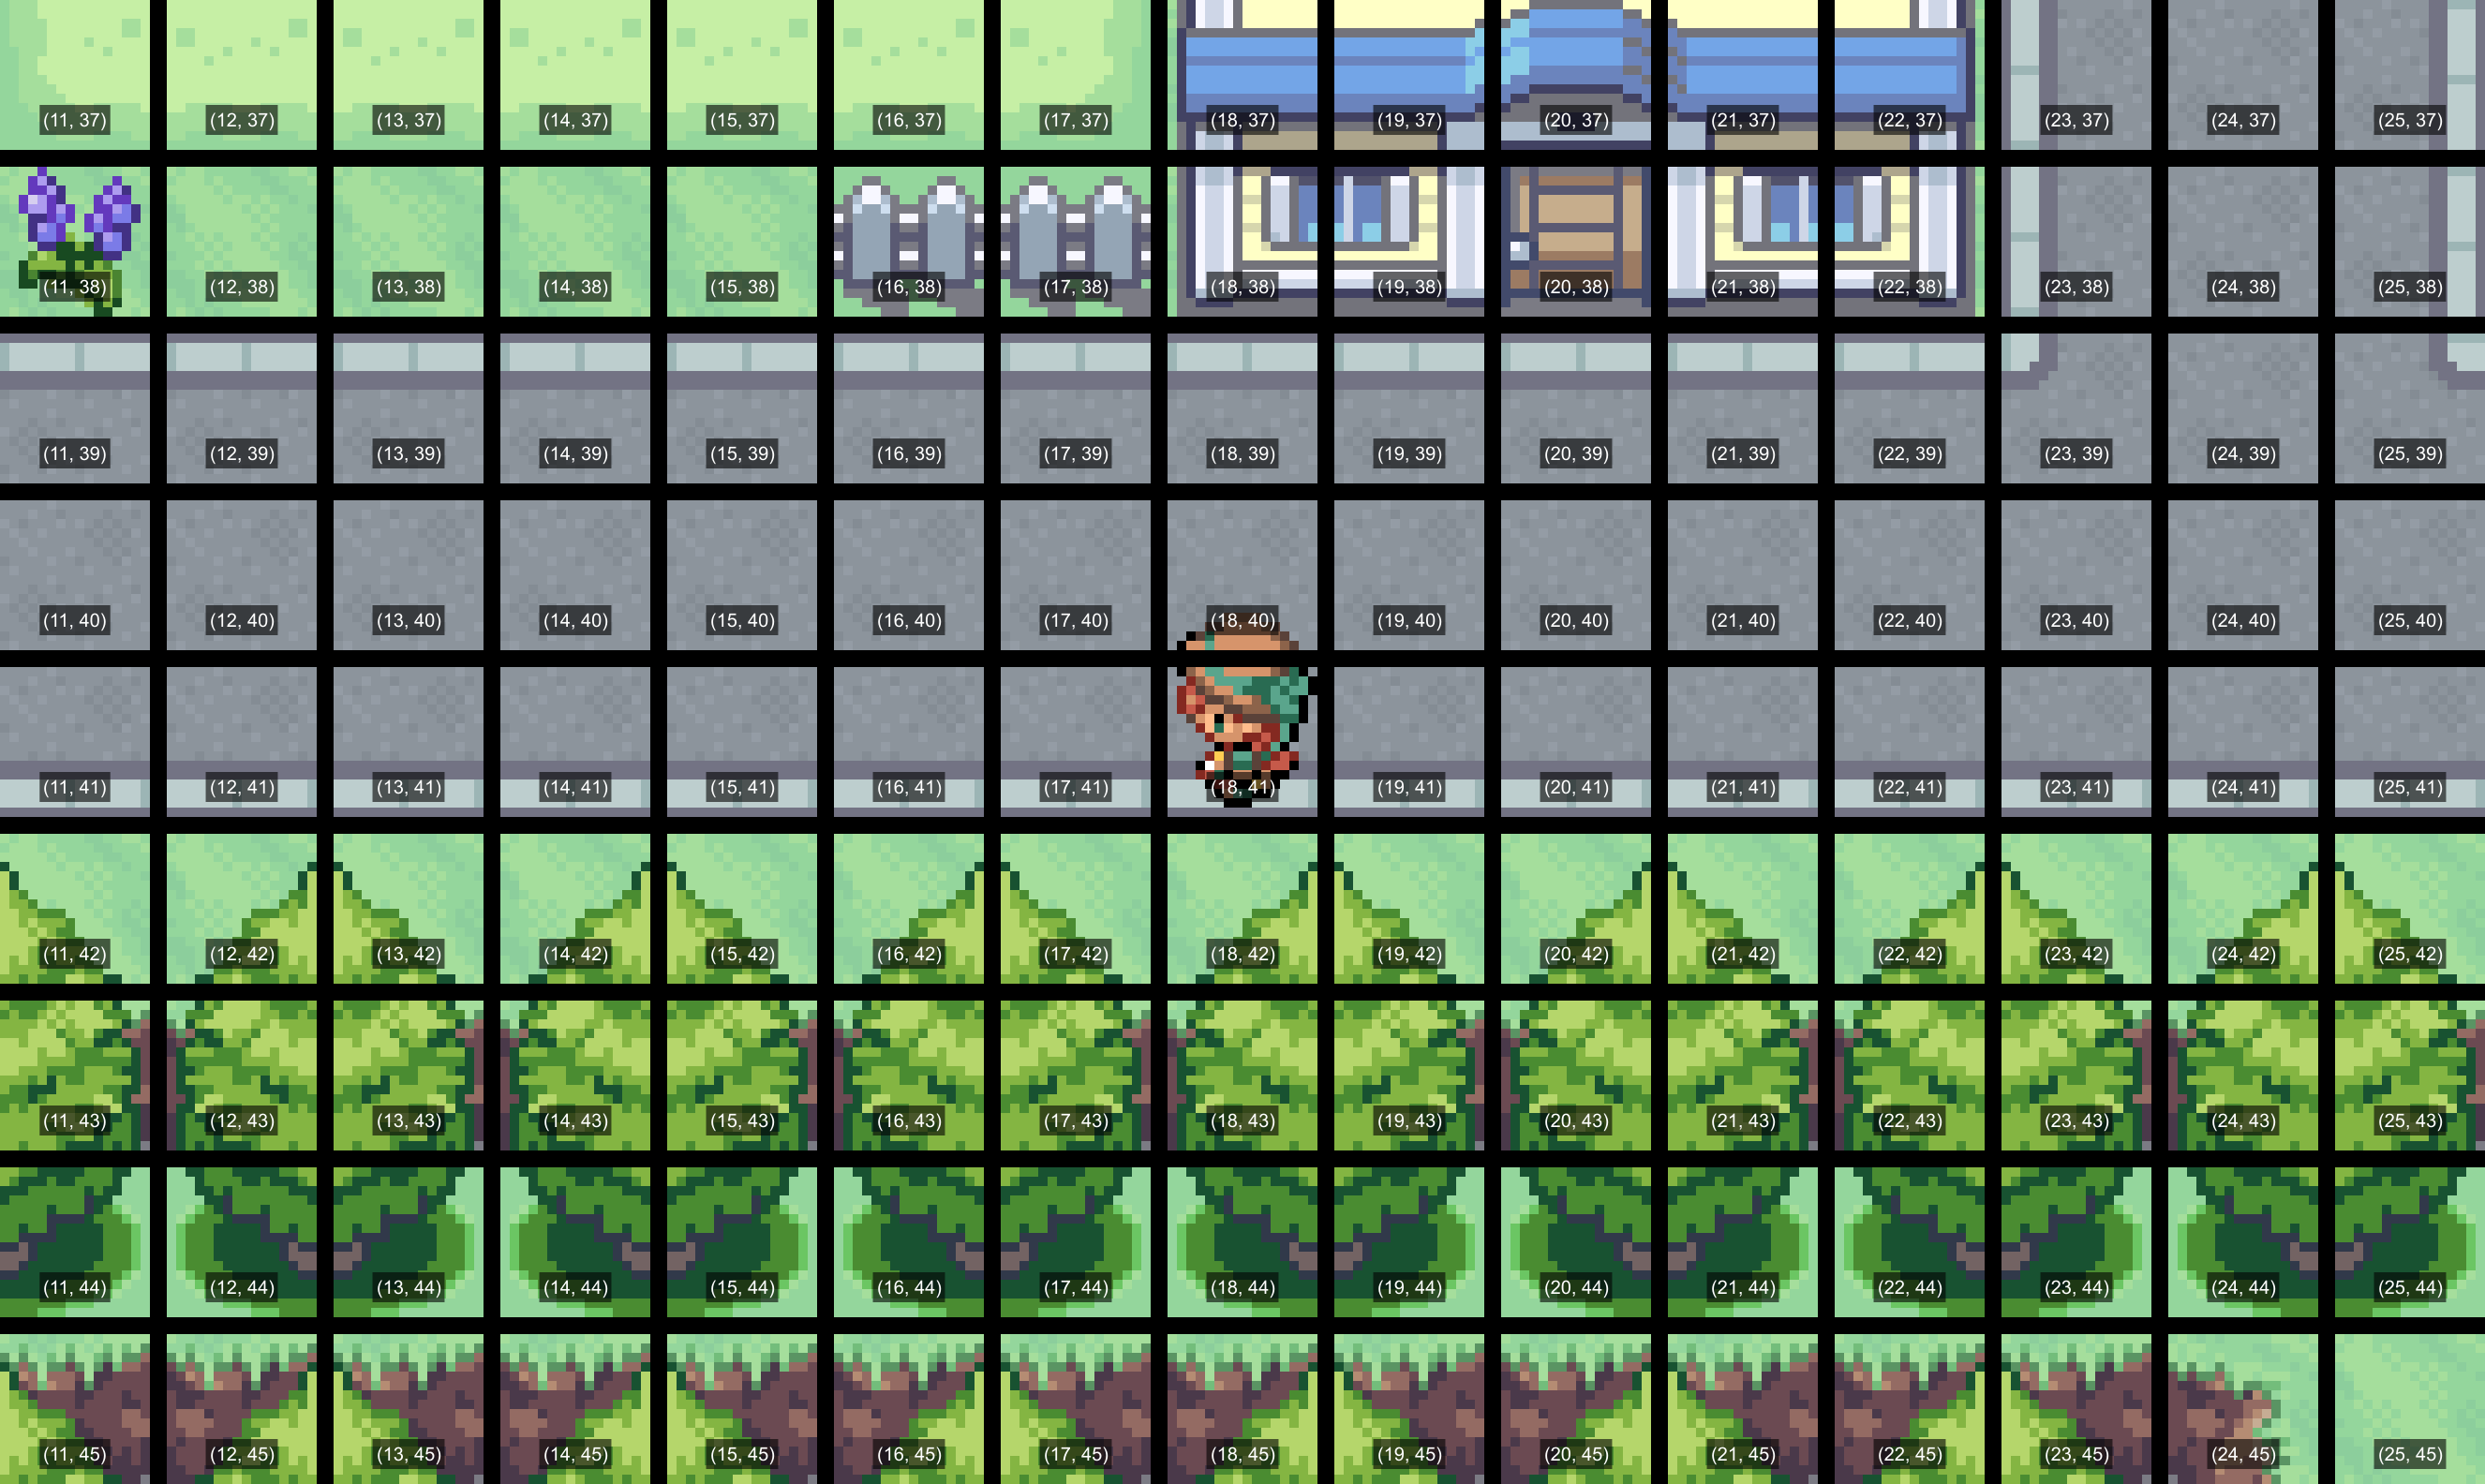 (11, 37) (12, 37) (13, 37) (14, 37) (15, 37) (16, 37) (17, 37) (18, 37) (19, 37) (20, 37) (21, 37) (22, 37) (23, 37) (24, 37) (25, 37)
(11, 38) (12, 38) (13, 38) (14, 38) (15, 38) (16, 38) (17, 38) (18, 38) (19, 38) (20, 38) (21, 38) (22, 38) (23, 38) (24, 38) (25, 38)
(11, 39) (12, 39) (13, 39) (14, 39) (15, 39) (16, 39) (17, 39) (18, 39) (19, 39) (20, 39) (21, 39) (22, 39) (23, 39) (24, 39) (25, 39)
(11, 40) (12, 40) (13, 40) (14, 40) (15, 40) (16, 40) (17, 40) (18, 40) (19, 40) (20, 40) (21, 40) (22, 40) (23, 40) (24, 40) (25, 40)
(11, 41) (12, 41) (13, 41) (14, 41) (15, 41) (16, 41) (17, 41) (18, 41) (19, 41) (20, 41) (21, 41) (22, 41) (23, 41) (24, 41) (25, 41)
(11, 42) (12, 42) (13, 42) (14, 42) (15, 42) (16, 42) (17, 42) (18, 42) (19, 42) (20, 42) (21, 42) (22, 42) (23, 42) (24, 42) (25, 42)
(11, 43) (12, 43) (13, 43) (14, 43) (15, 43) (16, 43) (17, 43) (18, 43) (19, 43) (20, 43) (21, 43) (22, 43) (23, 43) (24, 43) (25, 43)
(11, 44) (12, 44) (13, 44) (14, 44) (15, 44) (16, 44) (17, 44) (18, 44) (19, 44) (20, 44) (21, 44) (22, 44) (23, 44) (24, 44) (25, 44)
(11, 45) (12, 45) (13, 45) (14, 45) (15, 45) (16, 45) (17, 45) (18, 45) (19, 45) (20, 45) (21, 45) (22, 45) (23, 45) (24, 45) (25, 45)